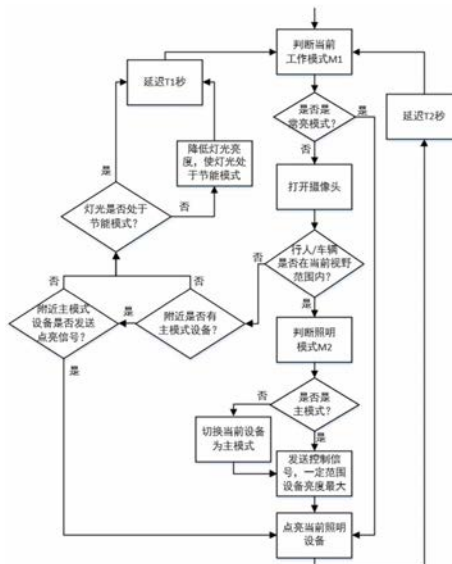 判断当前
工作模式M1
延迟T1秒
是否是
尝亮模式?
是
延迟T2秒
否
降低灯光亮
度,使灯光处
于节能模式
打开摄像头
是
灯光是否处于
节能模式?
否
行人/车辆
是否在当前视野
范围内?
否
否
否
是
附近主模式
设备是否发送
点亮信号?
是
附近是否有
主模式设备?
判断照明
模式M2
是
否
是否是
主模式?
是
切换当前设备
为主模式
发送控制信
号,一定范围
设备亮度最大
点亮当前照明
设备